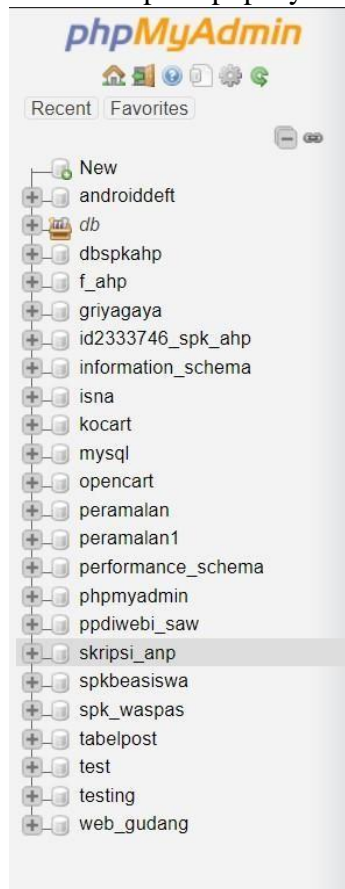 phpMyAdmin
Recent Favorites
New
androiddeft
db
dbspkahp
f_ahp
griyagaya
id2333746_spk_ahp
information_schema
isna
kocart
mysql
opencart
peramalan
peramalan1
performance_schema
phpmyadmin
ppdiwebi_saw
skripsi_anp
spkbeasiswa
spk_waspas
tabelpost
test
testing
web_gudang